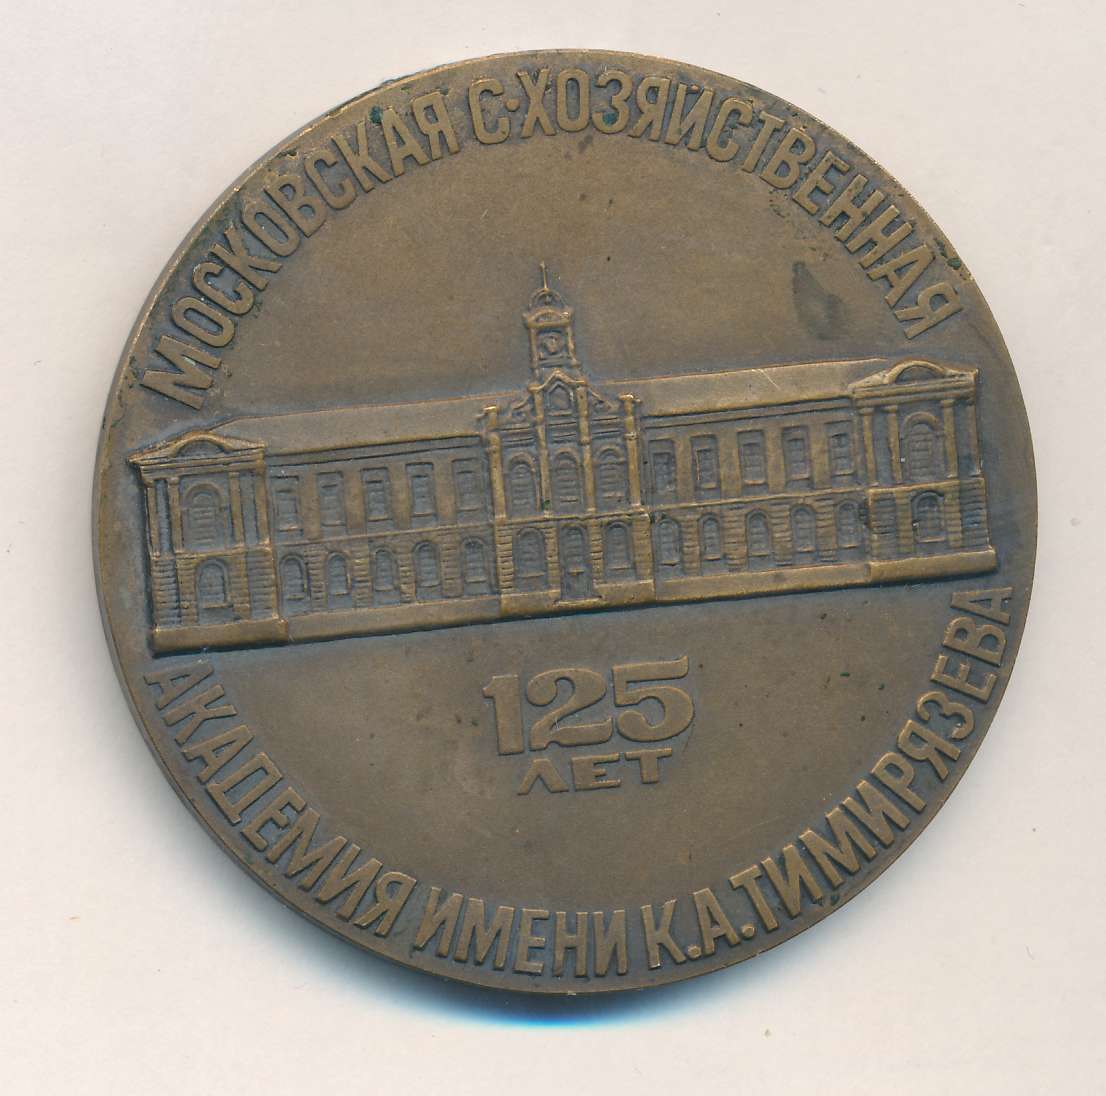 МОСКОВСКАЯ С·ХОЗЯЙСТВЕННАЯ
125
ЛЕТ
АКАДЕМИЯ ИМЕНИ К.А.ТИМИРЯЗЕВА